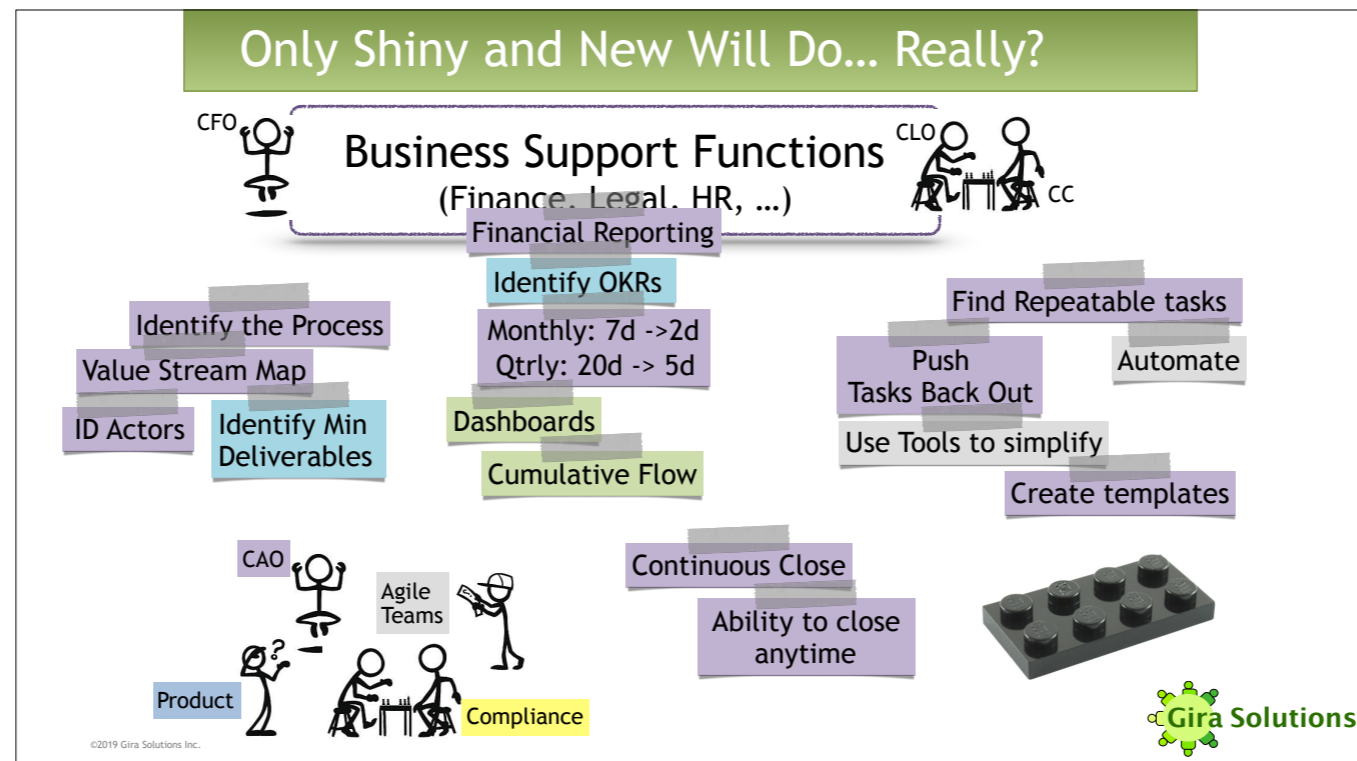 Only Shiny and New Will Do... Really?
CFO
Business Support Functions
(Finance, Legal, HR, ...)
CLO
CC
Financial Reporting
Identify OKRs
Monthly: 7d ->2d
Qtrly: 20d -> 5d
Dashboards
Cumulative Flow
Identify the Process
Value Stream Map
ID Actors
Identify Min
Deliverables
Find Repeatable tasks
Push
Tasks Back Out
Automate
Use Tools to simplify
Create templates
CAO
Agile
Teams
?
Product
Compliance
Continuous Close
Ability to close
anytime
Gira Solutions
©2019 Gira Solutions Inc.